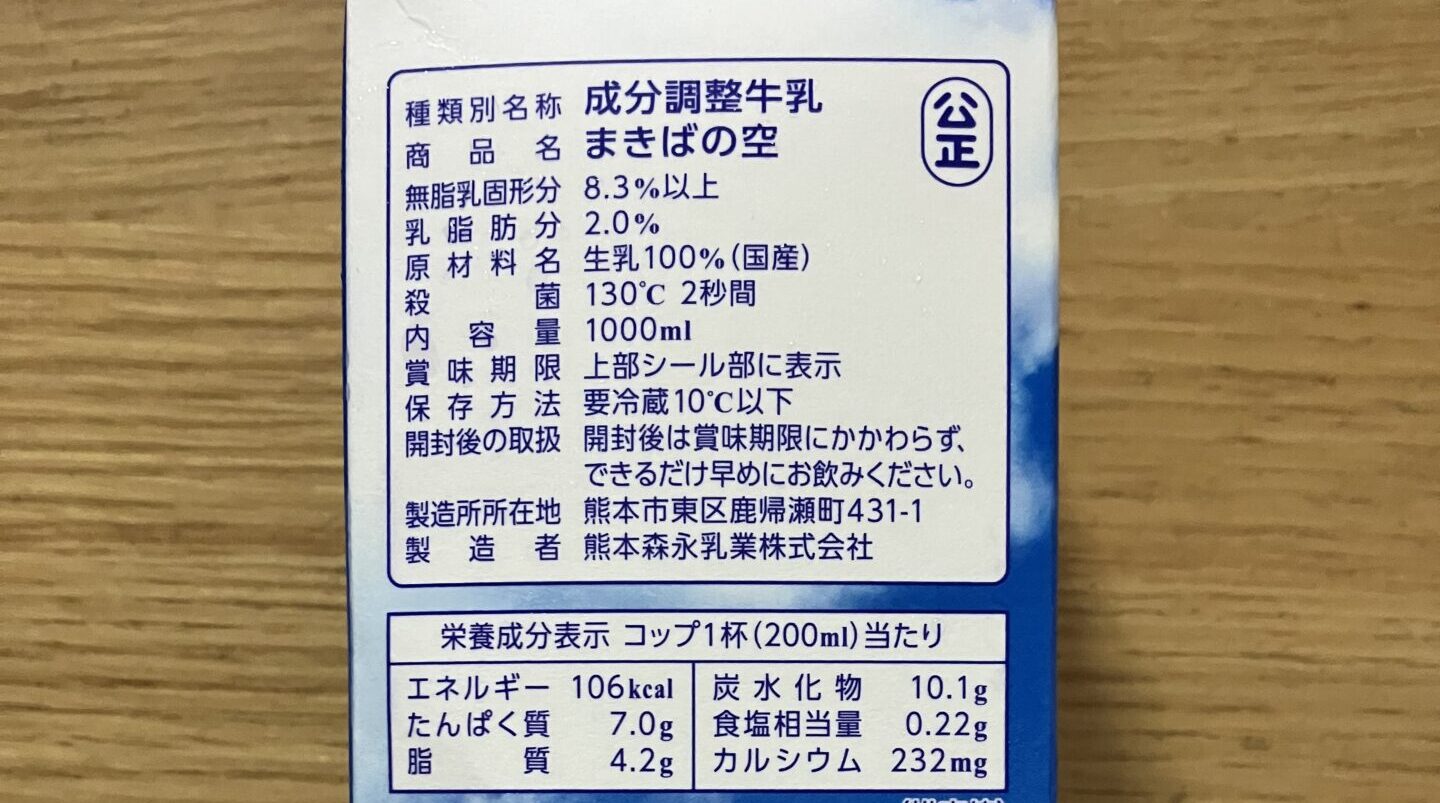 種類別名称 成分調整牛乳
商品名 まきばの空
公正
無脂乳固形分 8.3%以上
乳脂肪分 2.0%
原材料名 生乳100%(国産)
殺菌 130℃ 2秒間
内容量 1000ml
賞味期限 上部シール部に表示
保存方法 要冷蔵10℃以下
開封後の取扱 開封後は賞味期限にかかわらず、
できるだけ早めにお飲みください。
製造所所在地 熊本市東区鹿帰瀬町431-1
製造者 熊本森永乳業株式会社
栄養成分表示 コップ1杯(200ml)当たり
エネルギー 106kcal 炭水化物 10.1g
たんぱく質 7.0g 食塩相当量 0.22g
脂質 4.2g カルシウム 232mg